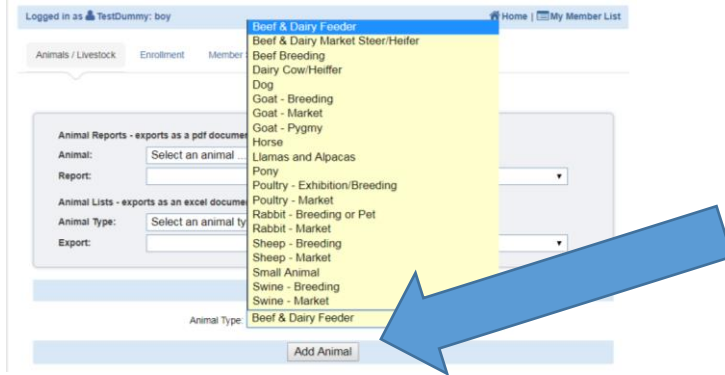 Logged in as TestDummy: boy
Home | My Member List
Animals / Livestock Enrollment Member
Animal Reports - exports as a pdf documen
Animal: Select an animal ...
Report:
Animal Lists - exports as an excel documen
Animal Type: Select an animal ty
Export:
Beef & Dairy Feeder
Beef & Dairy Market Steer/Heifer
Beef Breeding
Dairy Cow/Heiffer
Dog
Goat - Breeding
Goat - Market
Goat - Pygmy
Horse
Llamas and Alpacas
Pony
Poultry - Exhibition/Breeding
Poultry - Market
Rabbit - Breeding or Pet
Rabbit - Market
Sheep - Breeding
Sheep - Market
Small Animal
Swine - Breeding
Swine - Market
Animal Type: Beef & Dairy Feeder
Add Animal